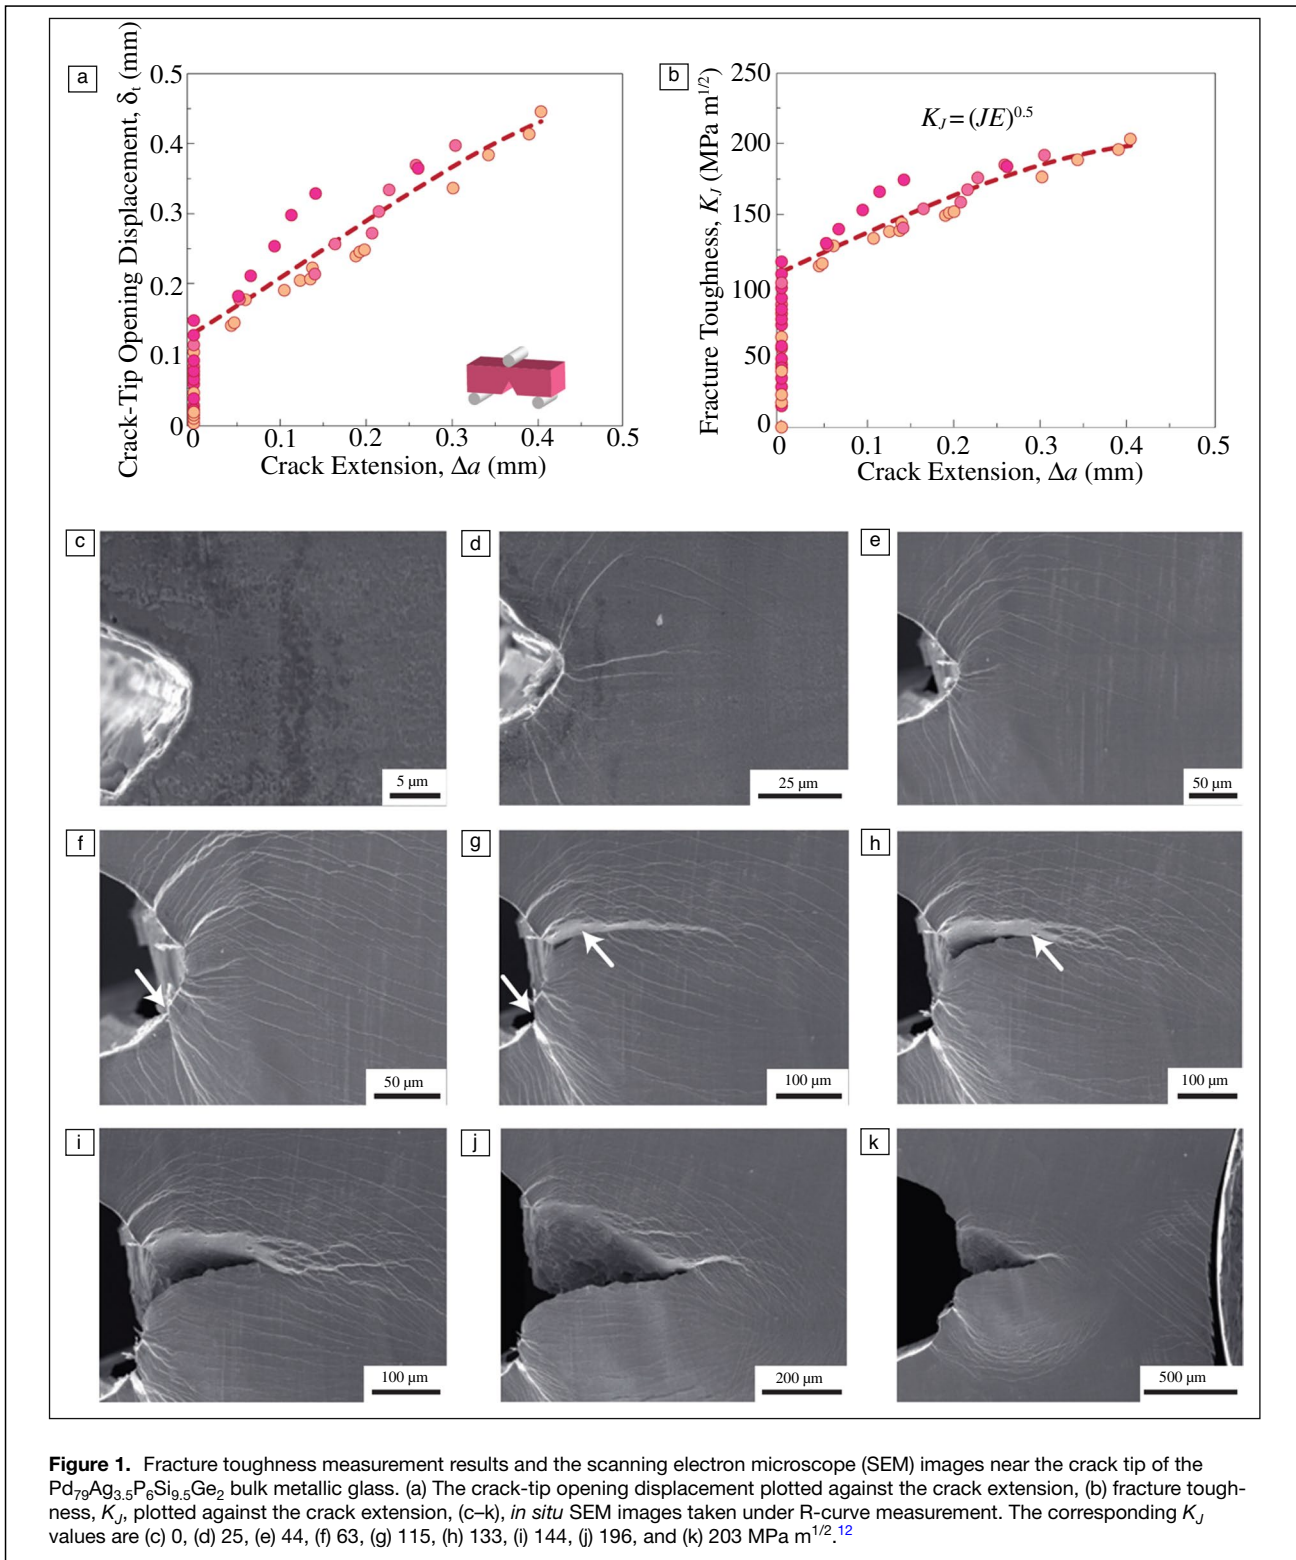 a
Crack-Tip Opening Displacement, δt (mm)
0.5
0.4
0.3
0.2
0.1
0
0 0.1 0.2 0.3 0.4 0.5
Crack Extension, Δa (mm)
b
Fracture Toughness, KJ (MPa m1/2)
250
200
150
100
50
0
KJ = (JE)0.5
0 0.1 0.2 0.3 0.4 0.5
Crack Extension, Δa (mm)
c
5 µm
d
25 µm
e
50 µm
f
50 µm
g
100 µm
h
100 µm
i
100 µm
j
200 µm
k
500 µm
Figure 1. Fracture toughness measurement results and the scanning electron microscope (SEM) images near the crack tip of the
Pd79Ag3.5P6Si9.5Ge2 bulk metallic glass. (a) The crack-tip opening displacement plotted against the crack extension, (b) fracture tough-
ness, KJ, plotted against the crack extension, (c–k), in situ SEM images taken under R-curve measurement. The corresponding KJ
values are (c) 0, (d) 25, (e) 44, (f) 63, (g) 115, (h) 133, (i) 144, (j) 196, and (k) 203 MPa m1/2.12